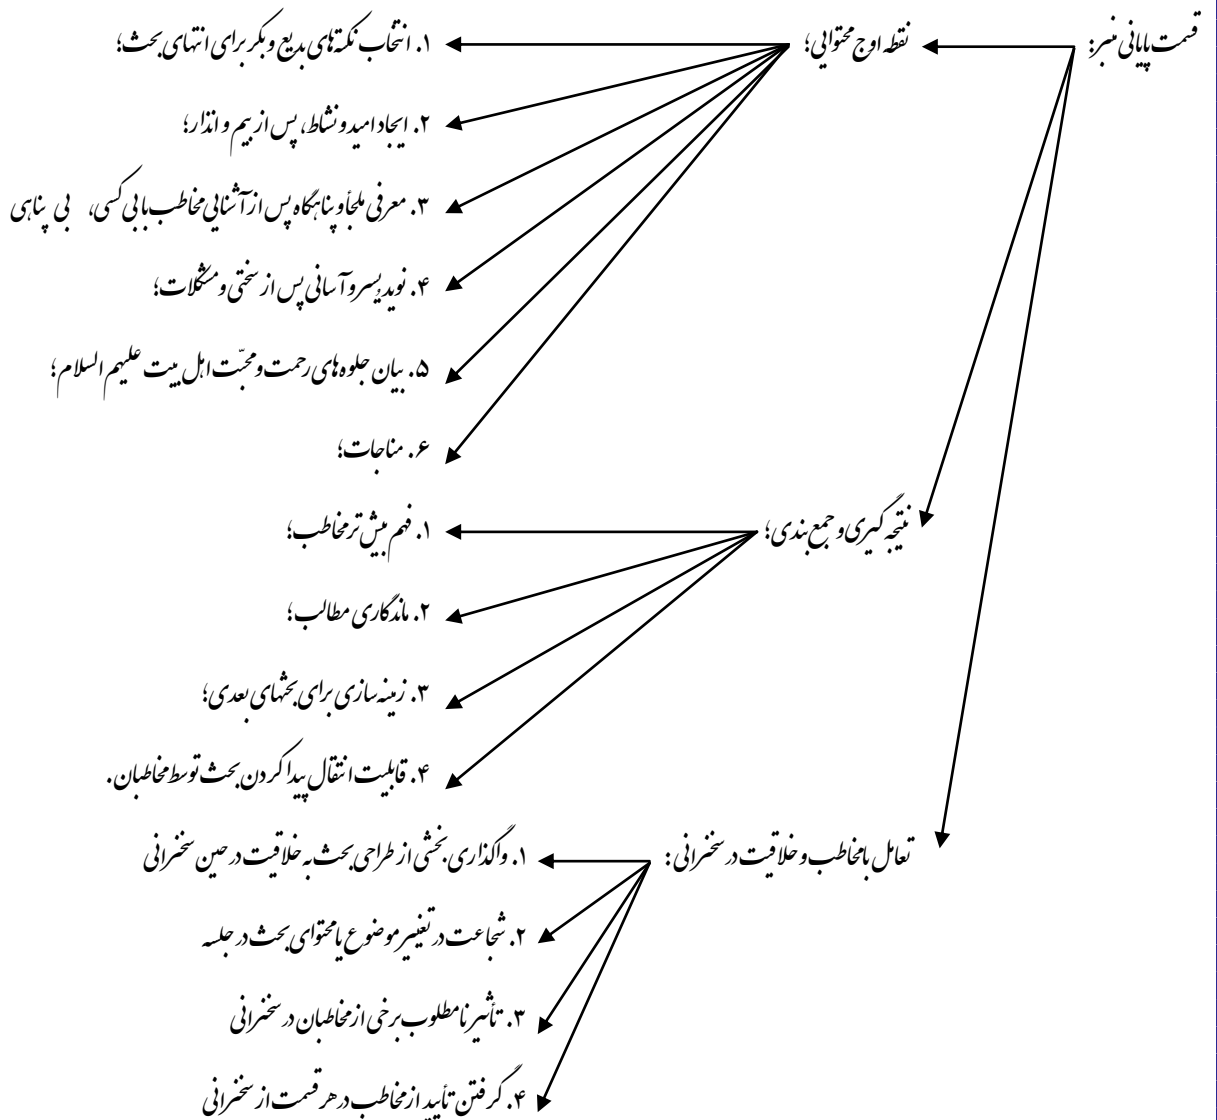 قسمت پایانی منبر: نقطه اوج محتوایی؛ ۱. انتخاب نکته‌های بدیع و بکر برای انتهای بحث؛
۲. ایجاد امید و نشاط، پس از بیم و انذار؛
۳. معرفی ملجأ و پناهگاه پس از آشنایی مخاطب با بی کسی، بی پناهی
۴. نوید یُسر و آسانی پس از سختی و مشکلات؛
۵. بیان جلوه‌های رحمت و محبّت اهل بیت علیهم السلام؛
۶. مناجات؛
نتیجه گیری و جمع بندی؛ ۱. فهم بیش تر مخاطب؛
۲. ماندگاری مطالب؛
۳. زمینه سازی برای بحثهای بعدی؛
۴. قابلیت انتقال پیدا کردن بحث توسط مخاطبان.
تعامل با مخاطب و خلاقیت در سخنرانی: ۱. واگذاری بخشی از طراحی بحث به خلاقیت در حین سخنرانی
۲. شجاعت در تغییر موضوع یا محتوای بحث در جلسه
۳. تأثیر نامطلوب برخی از مخاطبان در سخنرانی
۴. گرفتن تأیید از مخاطب در هر قسمت از سخنرانی